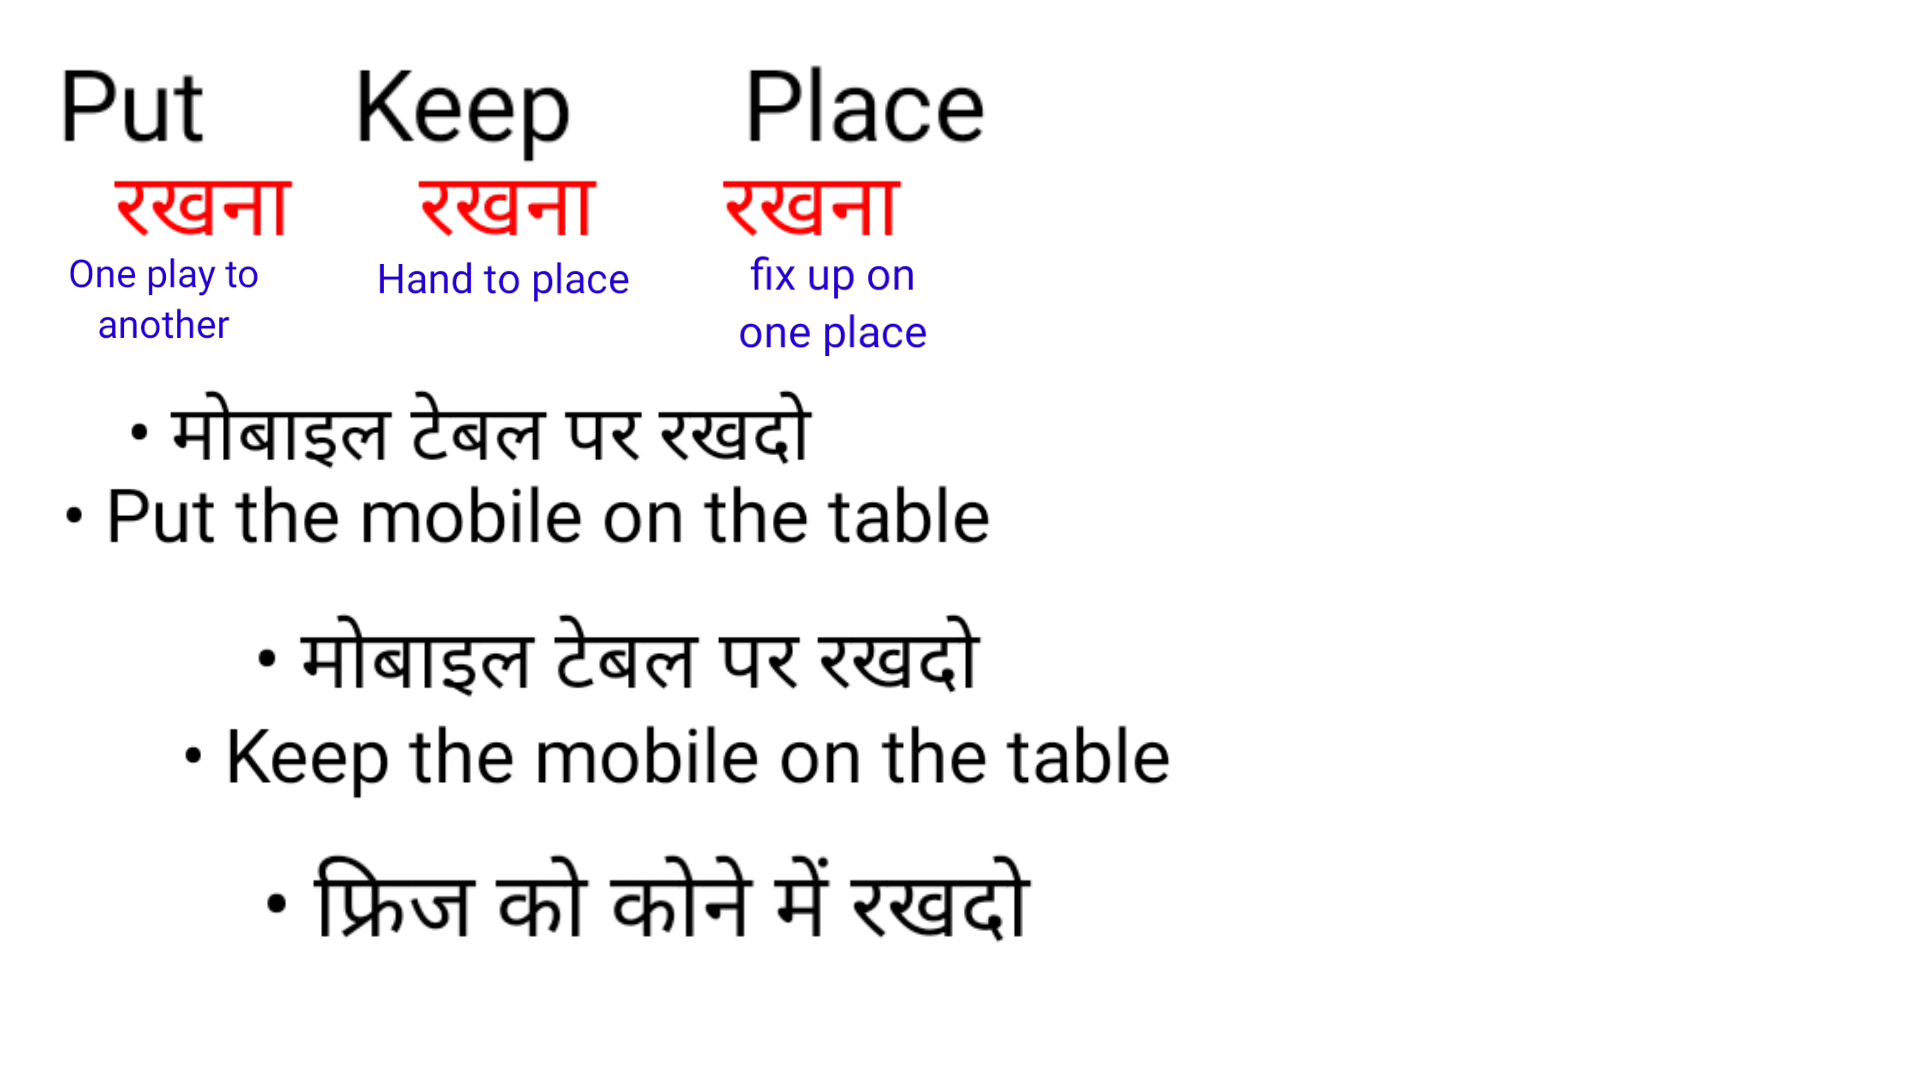 Put Keep Place
रखना रखना रखना
One play to
another
Hand to place
fix up on
one place
• मोबाइल टेबल पर रखदो
• Put the mobile on the table
• मोबाइल टेबल पर रखदो
• Keep the mobile on the table
• फ्रिज को कोने में रखदो